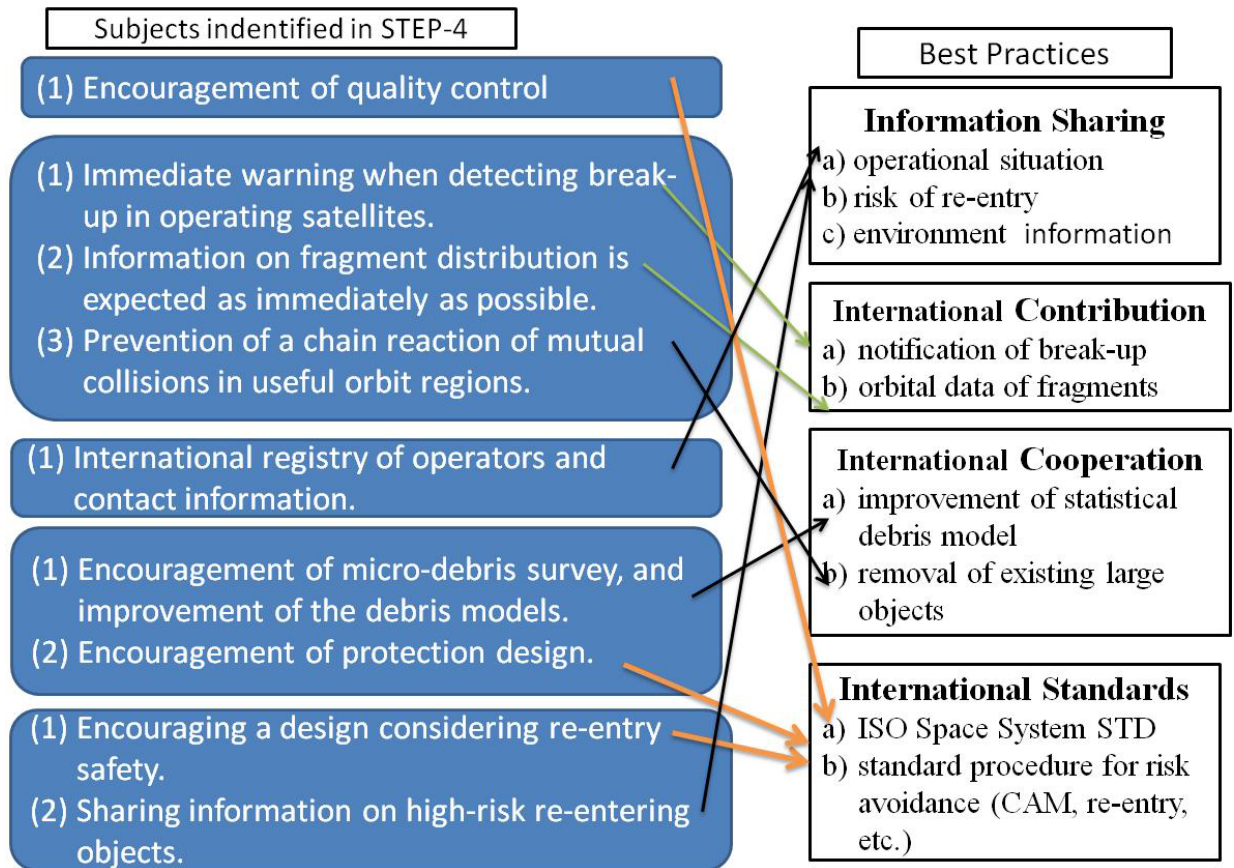 Subjects indentified in STEP-4
(1) Encouragement of quality control
(1) Immediate warning when detecting break-
up in operating satellites.
(2) Information on fragment distribution is
expected as immediately as possible.
(3) Prevention of a chain reaction of mutual
collisions in useful orbit regions.
(1) International registry of operators and
contact information.
(1) Encouragement of micro-debris survey, and
improvement of the debris models.
(2) Encouragement of protection design.
(1) Encouraging a design considering re-entry
safety.
(2) Sharing information on high-risk re-entering
objects.
Best Practices
Information Sharing
a) operational situation
b) risk of re-entry
c) environment information
International Contribution
a) notification of break-up
b) orbital data of fragments
International Cooperation
a) improvement of statistical
debris model
b) removal of existing large
objects
International Standards
a) ISO Space System STD
b) standard procedure for risk
avoidance (CAM, re-entry,
etc.)